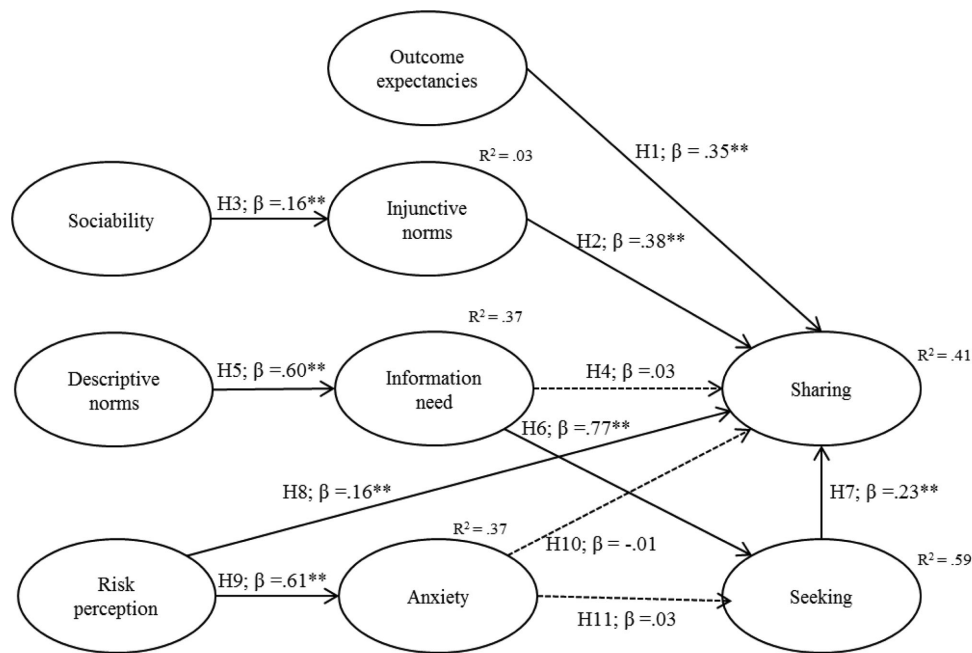 Outcome
expectancies
H1; β = .35**
R² = .03
Sociability
H3; β =.16**
Injunctive
norms
H2; β =.38**
R² = .37
R² = .41
Descriptive
norms
H5; β =.60**
Information
need
H4; β =.03
Sharing
H6; β =.77**
H8; β =.16**
H7; β =.23**
R² = .37
H10; β = -.01
R² = .59
Risk
perception
H9; β =.61**
Anxiety
H11; β =.03
Seeking